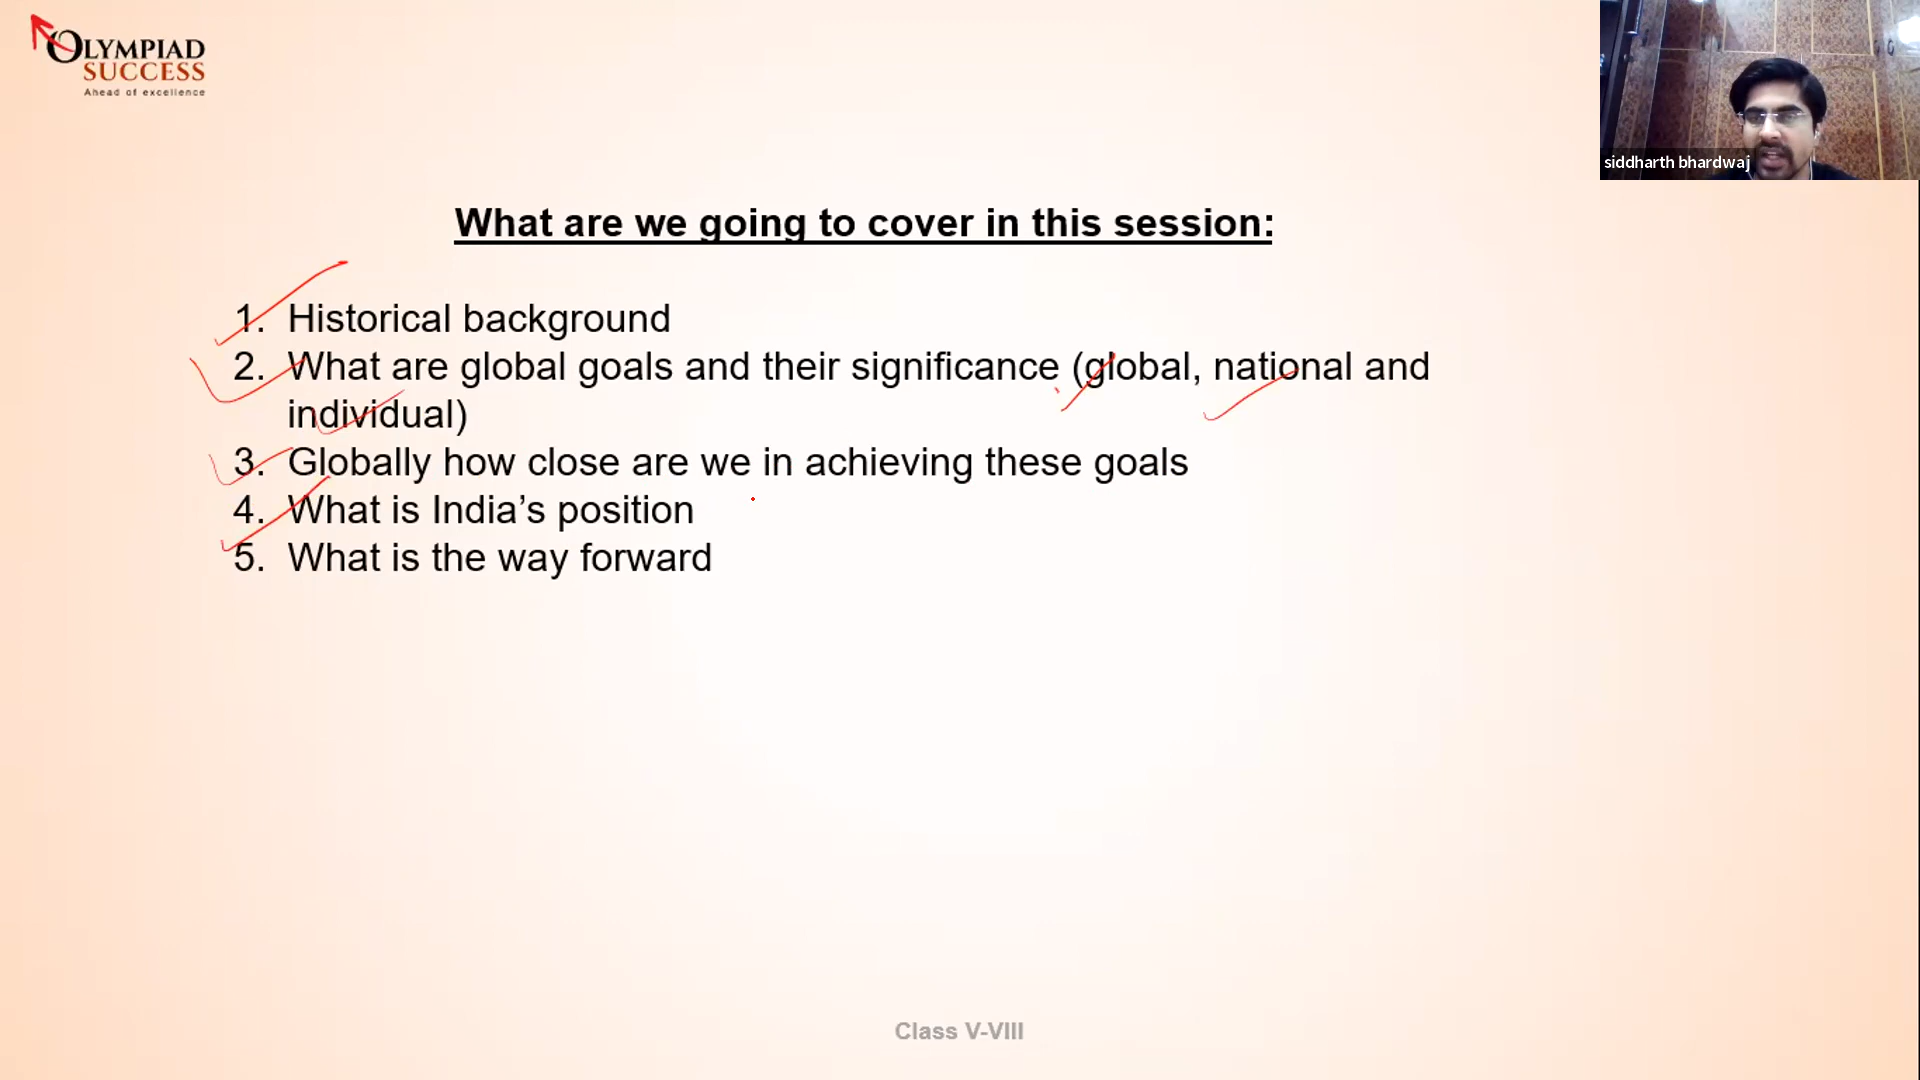 OLYMPIAD
SUCCESS
Ahead of excellence
siddharth bhardwaj
What are we going to cover in this session:
1. Historical background
2. What are global goals and their significance (global, national and
individual)
3. Globally how close are we in achieving these goals
4. What is India’s position
5. What is the way forward
Class V-VIII